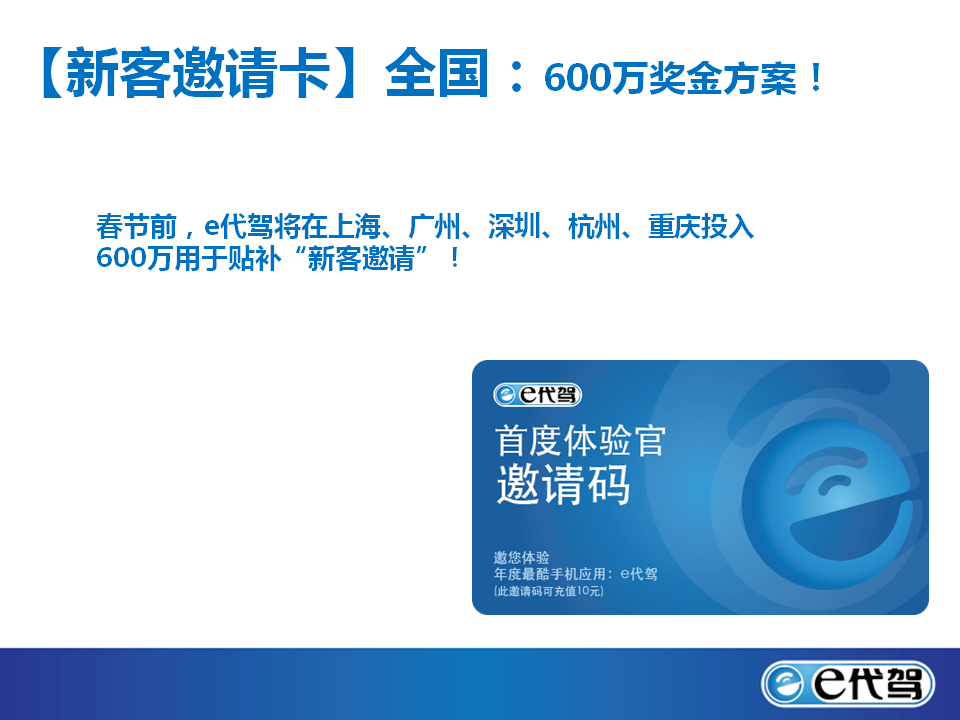 【新客邀请卡】全国：600万奖金方案！
春节前，e代驾将在上海、广州、深圳、杭州、重庆投入
600万用于贴补“新客邀请”！
e代驾
首度体验官
邀请码
邀您体验
年度最酷手机应用：e代驾
(此邀请码可充值10元)
e代驾